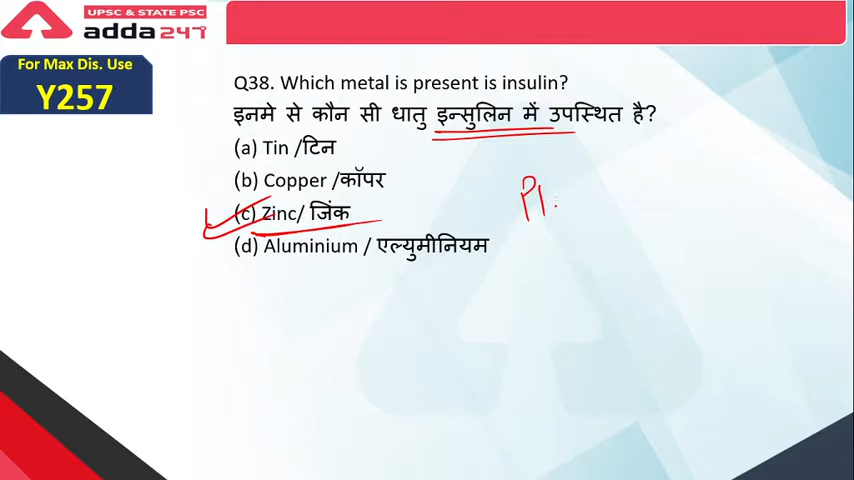 UPSC & STATE PSC
adda247
For Max Dis. Use
Y257
Q38. Which metal is present is insulin?
इनमे से कौन सी धातु इन्सुलिन में उपस्थित है?
(a) Tin /टिन
(b) Copper /कॉपर
(c) Zinc/ जिंक
(d) Aluminium / एल्युमीनियम